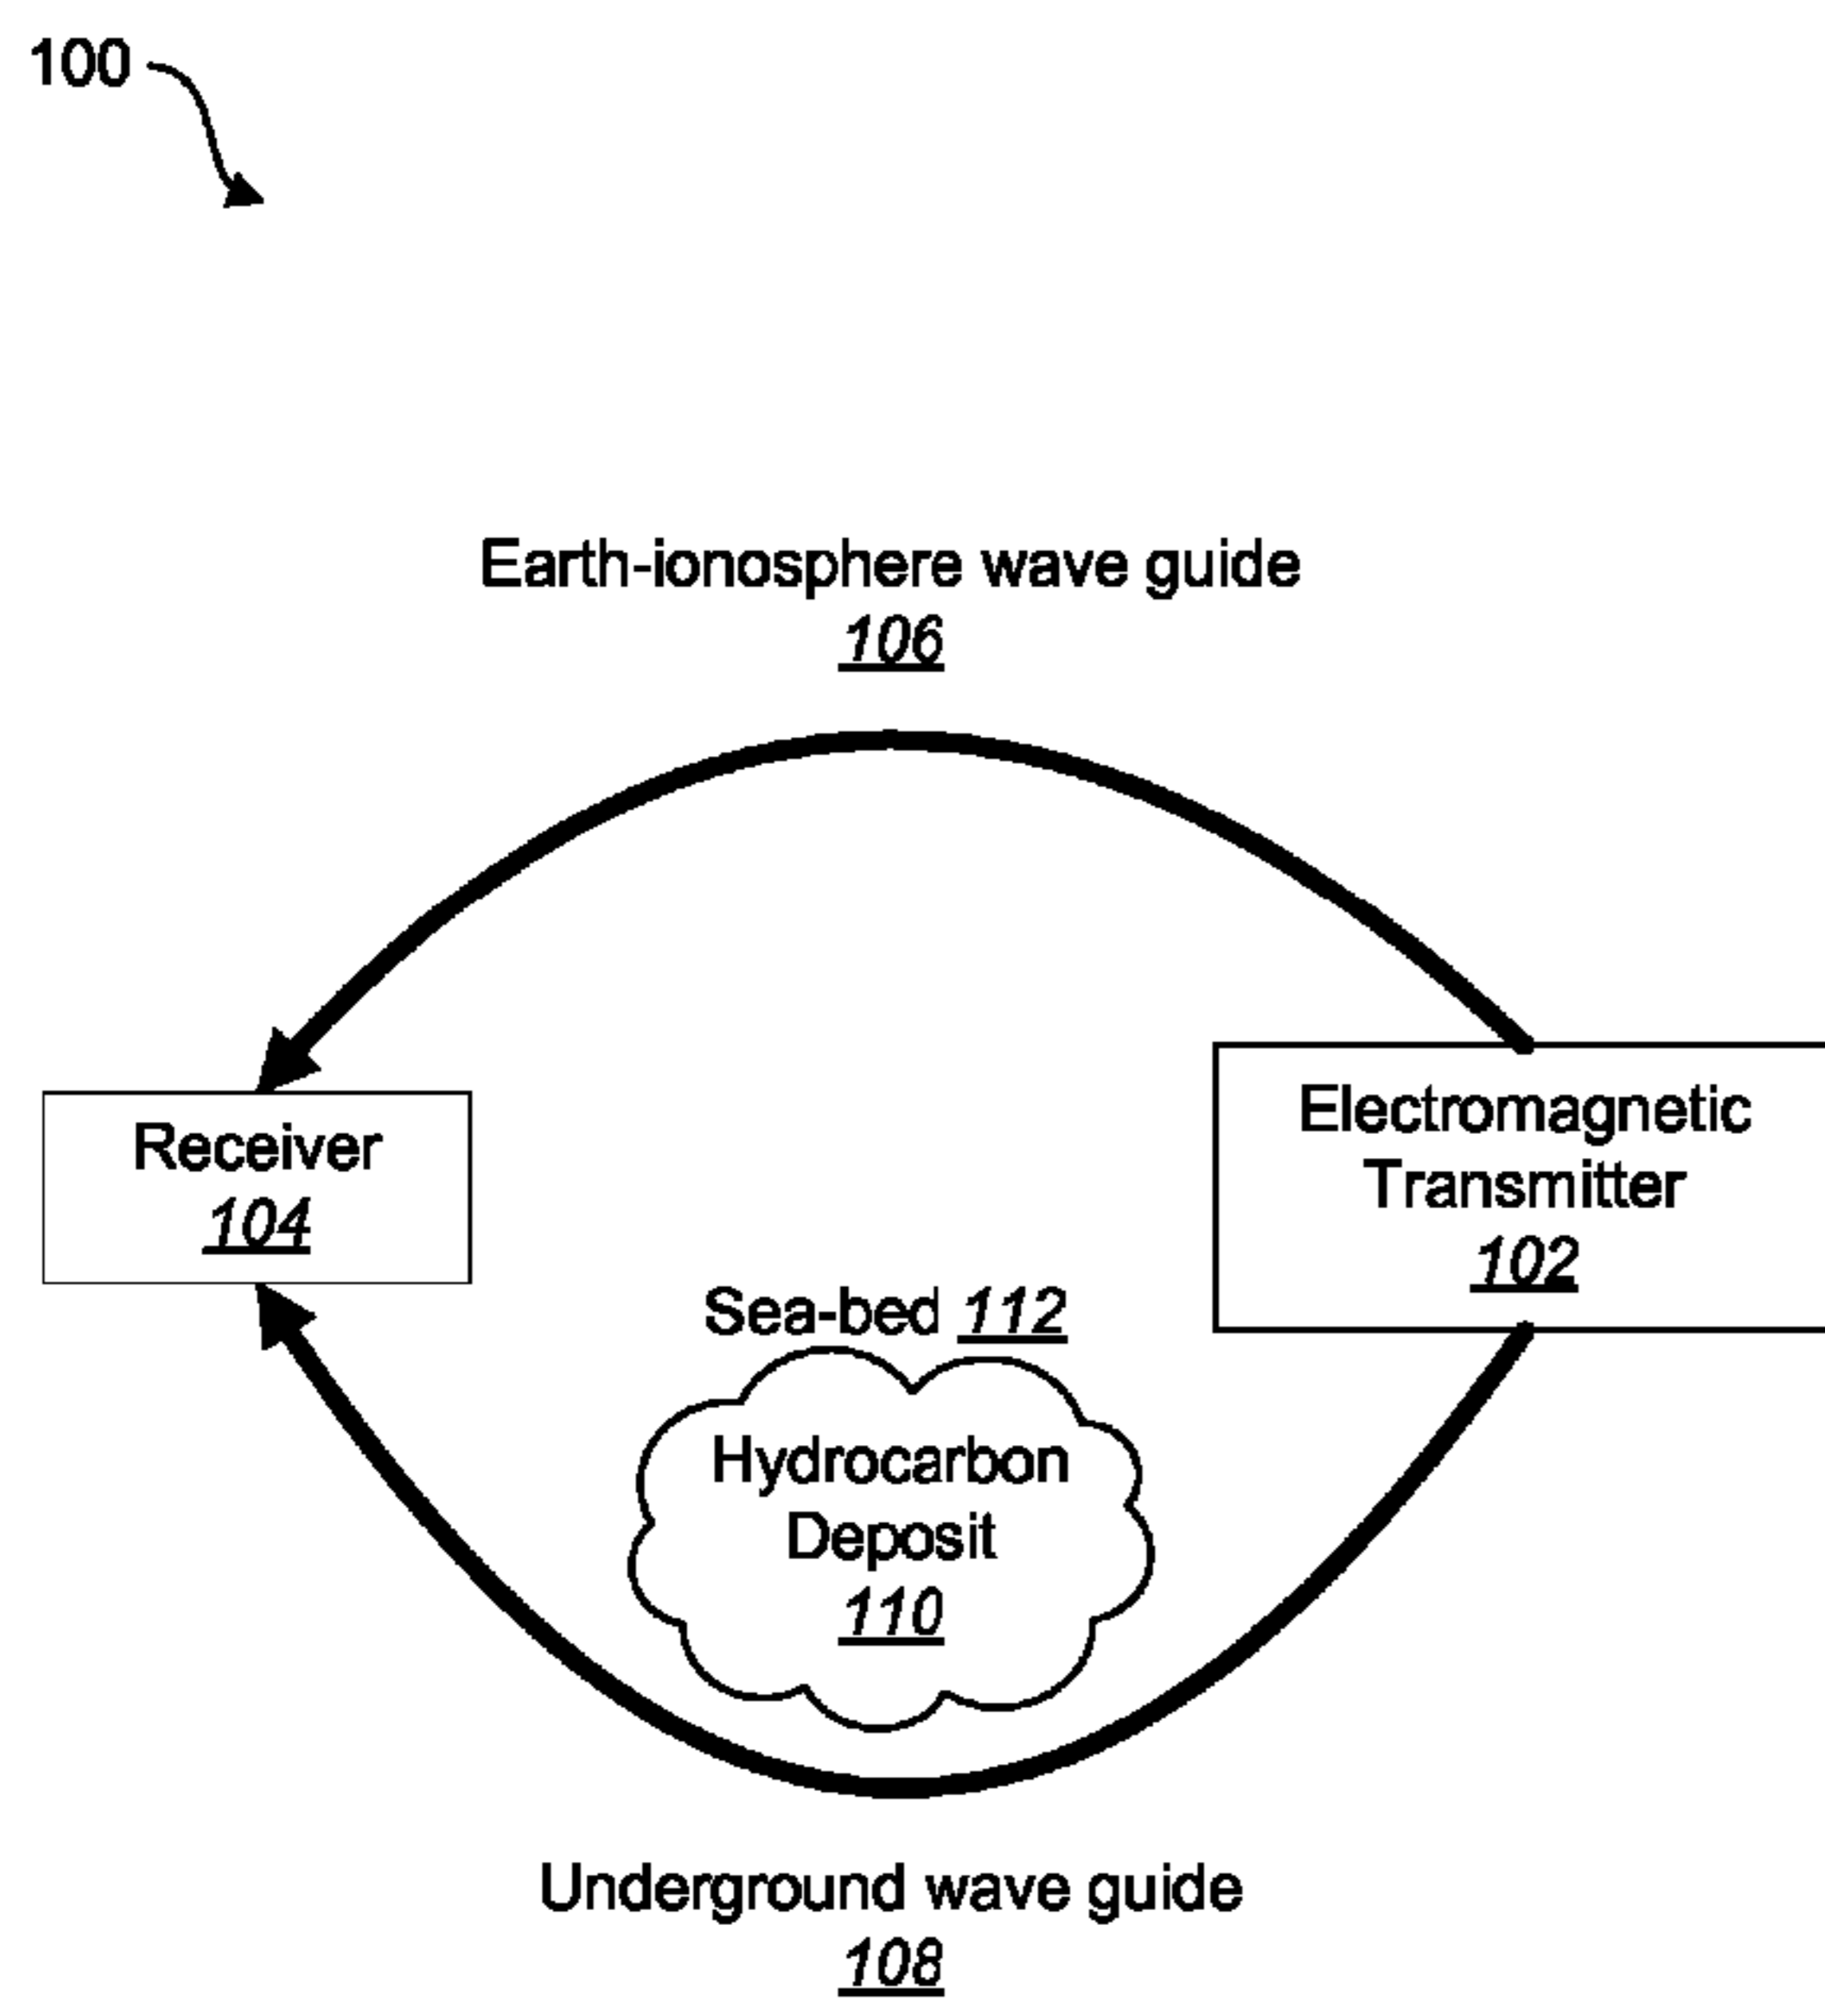 100
Earth-ionosphere wave guide
106
Receiver
104
Electromagnetic
Transmitter
102
Sea-bed 112
Hydrocarbon
Deposit
110
Underground wave guide
108